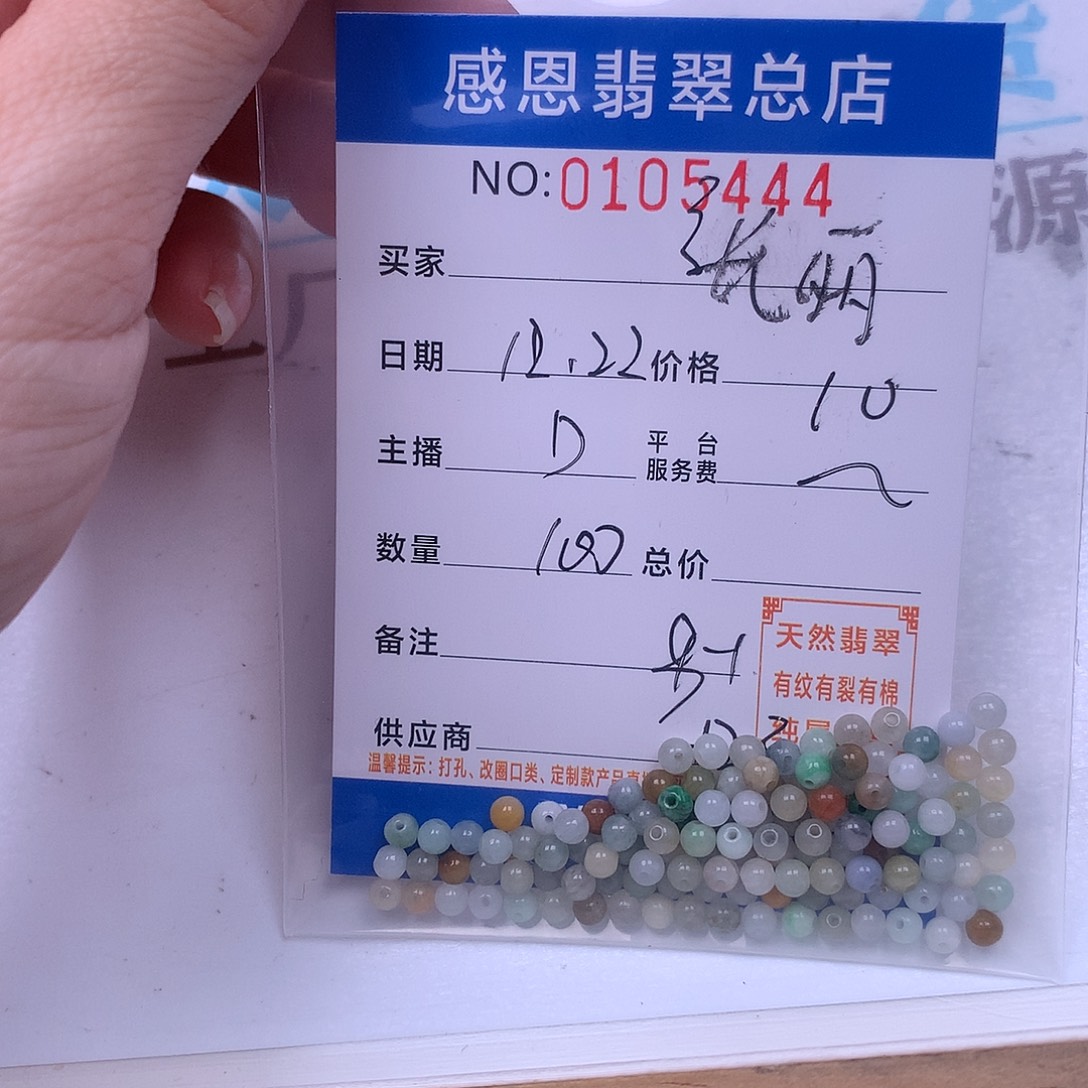 感恩翡翠总店
NO:0105444
买家 张丽
日期 12.22 价格 10
主播 D 平台服务费
数量 100 总价
备注
天然翡翠
有纹有裂有棉
供应商
温馨提示:打孔、改圈口类、定制款产品
源